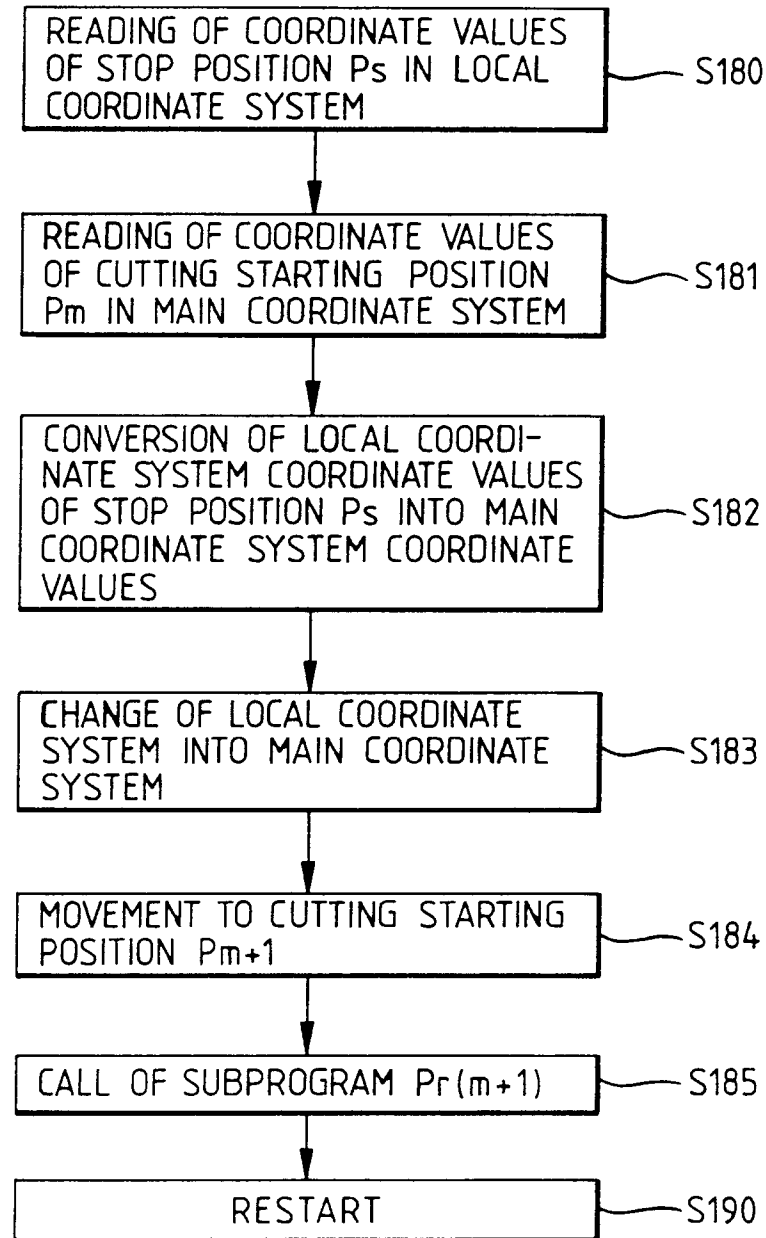 READING OF COORDINATE VALUES
OF STOP POSITION Ps IN LOCAL
COORDINATE SYSTEM
S180
READING OF COORDINATE VALUES
OF CUTTING STARTING POSITION
Pm IN MAIN COORDINATE SYSTEM
S181
CONVERSION OF LOCAL COORDI-
NATE SYSTEM COORDINATE VALUES
OF STOP POSITION Ps INTO MAIN
COORDINATE SYSTEM COORDINATE
VALUES
S182
CHANGE OF LOCAL COORDINATE
SYSTEM INTO MAIN COORDINATE
SYSTEM
S183
MOVEMENT TO CUTTING STARTING
POSITION Pm+1
S184
CALL OF SUBPROGRAM Pr(m+1)
S185
RESTART
S190